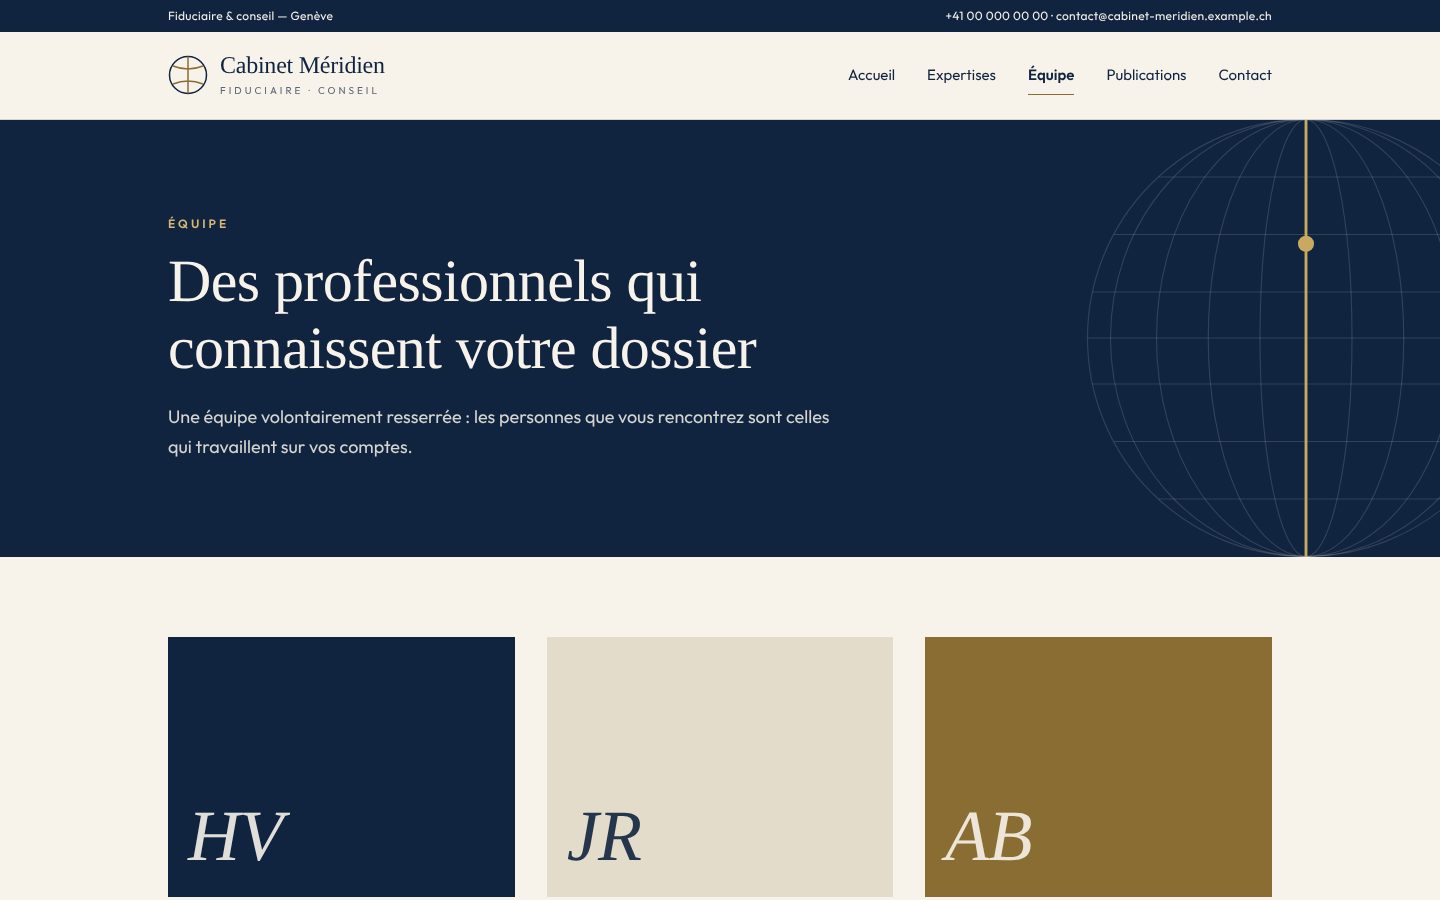 Fiduciaire & conseil — Genève
+41 00 000 00 00 · contact@cabinet-meridien.example.ch
Cabinet Méridien
FIDUCIAIRE · CONSEIL
Accueil
Expertises
Équipe
Publications
Contact
ÉQUIPE
Des professionnels qui
connaissent votre dossier
Une équipe volontairement resserrée : les personnes que vous rencontrez sont celles
qui travaillent sur vos comptes.
HV
JR
AB